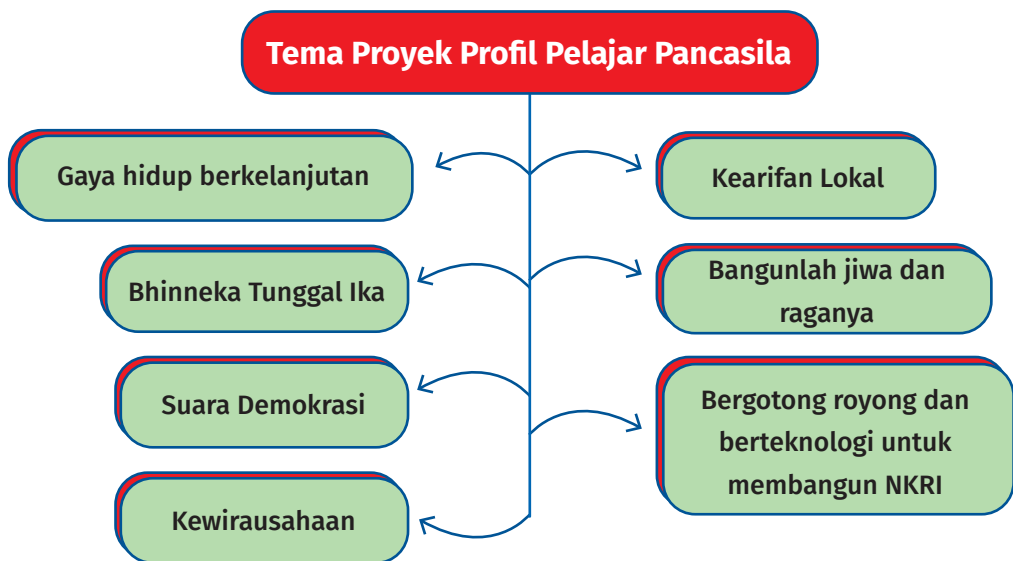 Tema Proyek Profil Pelajar Pancasila
Gaya hidup berkelanjutan
Bhinneka Tunggal Ika
Suara Demokrasi
Kewirausahaan
Kearifan Lokal
Bangunlah jiwa dan
raganya
Bergotong royong dan
berteknologi untuk
membangun NKRI